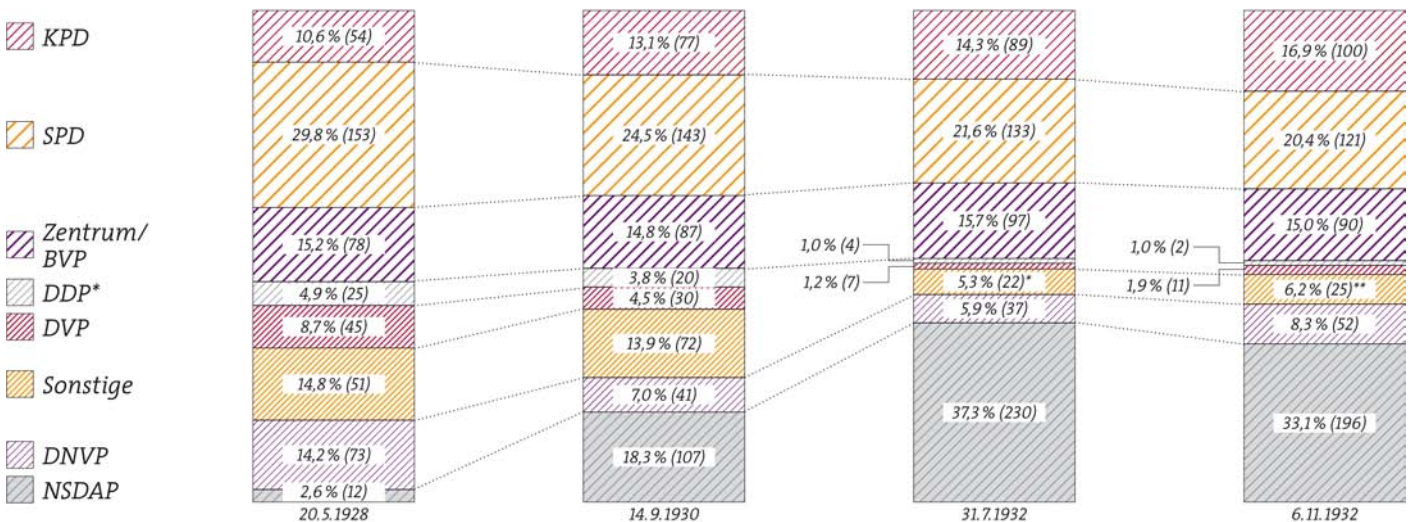 KPD
SPD
Zentrum/
BVP
DDP*
DVP
Sonstige
DNVP
NSDAP
10,6 % (54)
29,8 % (153)
15,2 % (78)
4,9 % (25)
8,7 % (45)
14,8 % (51)
14,2 % (73)
2,6 % (12)
20.5.1928
13,1 % (77)
24,5 % (143)
14,8 % (87)
3,8 % (20)
4,5 % (30)
13,9 % (72)
7,0 % (41)
18,3 % (107)
14.9.1930
14,3 % (89)
21,6 % (133)
15,7 % (97)
1,0 % (4)
1,2 % (7)
5,3 % (22)*
5,9 % (37)
37,3 % (230)
31.7.1932
16,9 % (100)
20,4 % (121)
15,0 % (90)
1,0 % (2)
1,9 % (11)
6,2 % (25)**
8,3 % (52)
33,1 % (196)
6.11.1932